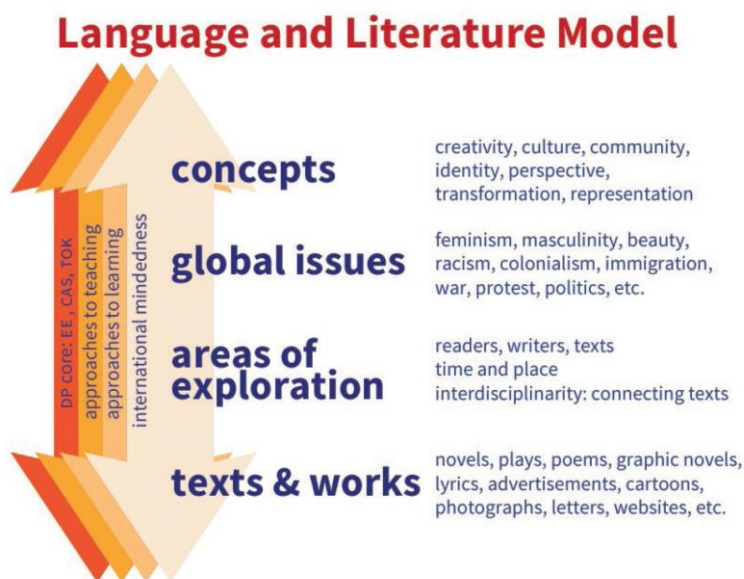 Language and Literature Model
DP core: EE, CAS, TOK
approaches to teaching
approaches to learning
international mindedness
concepts
creativity, culture, community,
identity, perspective,
transformation, representation
global issues
feminism, masculinity, beauty,
racism, colonialism, immigration,
war, protest, politics, etc.
areas of
exploration
readers, writers, texts
time and place
interdisciplinarity: connecting texts
texts & works
novels, plays, poems, graphic novels,
lyrics, advertisements, cartoons,
photographs, letters, websites, etc.